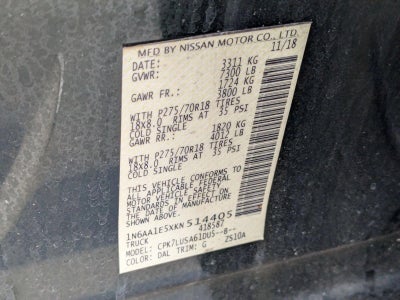 MFD BY NISSAN MOTOR CO., LTD.
DATE: 11/18
GVWR: 3311 KG
7300 LB
GAWR FR.: 1724 KG
3800 LB
WITH P275/70R18 TIRES
18x8.0 RIMS AT 35 PSI
COLD SINGLE
GAWR RR.: 1820 KG
4012 LB
WITH P275/70R18 TIRES
18x8.0 RIMS AT 35 PSI
COLD SINGLE
THIS VEHICLE CONFORMS TO
ALL APPLICABLE FEDERAL
MOTOR VEHICLE SAFETY
STANDARDS IN EFFECT ON
THE DATE OF MANUFACTURE
SHOWN ABOVE.
1N6AA1E5XKN514405
TRUCK 418587
MODEL: CPK7LUSA61DUS--B--
COLOR: DAL TRIM: G ZS10A